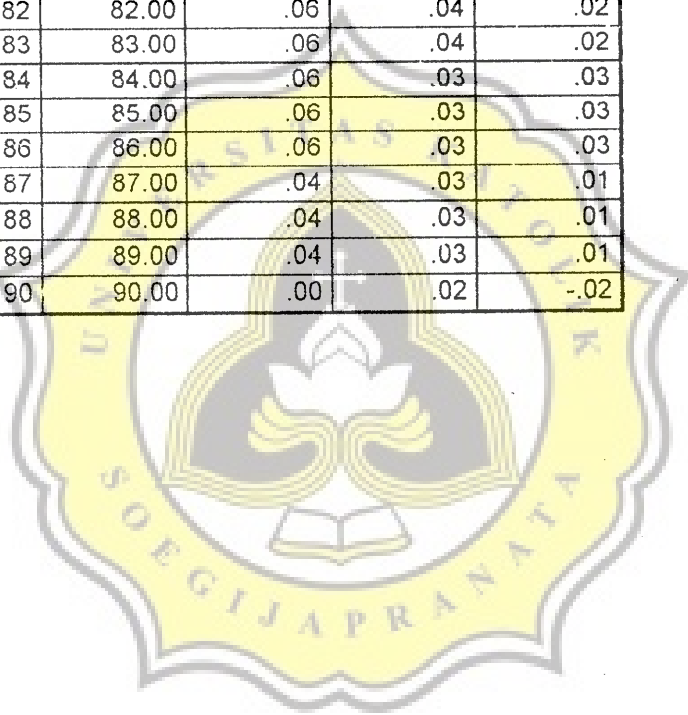 82 82.00 .06 .04 .02
83 83.00 .06 .04 .02
84 84.00 .06 .03 .03
85 85.00 .06 .03 .03
86 86.00 .06 .03 .03
87 87.00 .04 .03 .01
88 88.00 .04 .03 .01
89 89.00 .04 .03 .01
90 90.00 .00 .02 -.02
UNIVERSITAS KATOLIK
SOEGIJAPRANATA